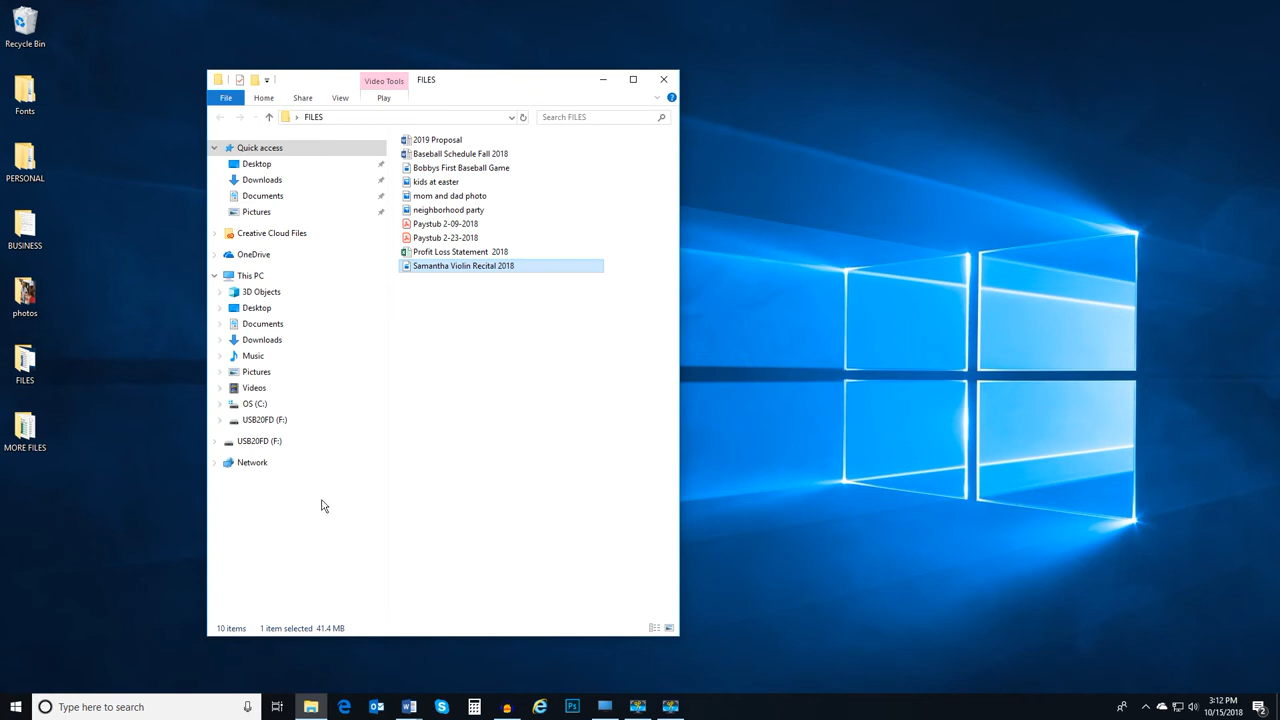 Recycle Bin
Fonts
PERSONAL
BUSINESS
photos
FILES
MORE FILES
Video Tools
FILES
File
Home
Share
View
Play
FILES
Search FILES
Quick access
Desktop
Downloads
Documents
Pictures
Creative Cloud Files
OneDrive
This PC
3D Objects
Desktop
Documents
Downloads
Music
Pictures
Videos
OS (C:)
USB20FD (F:)
USB20FD (F:)
Network
2019 Proposal
Baseball Schedule Fall 2018
Bobbys First Baseball Game
kids at easter
mom and dad photo
neighborhood party
Paystub 2-09-2018
Paystub 2-23-2018
Profit Loss Statement  2018
Samantha Violin Recital 2018
10 items
1 item selected  41.4 MB
Type here to search
Ps
3:12 PM
10/15/2018
2